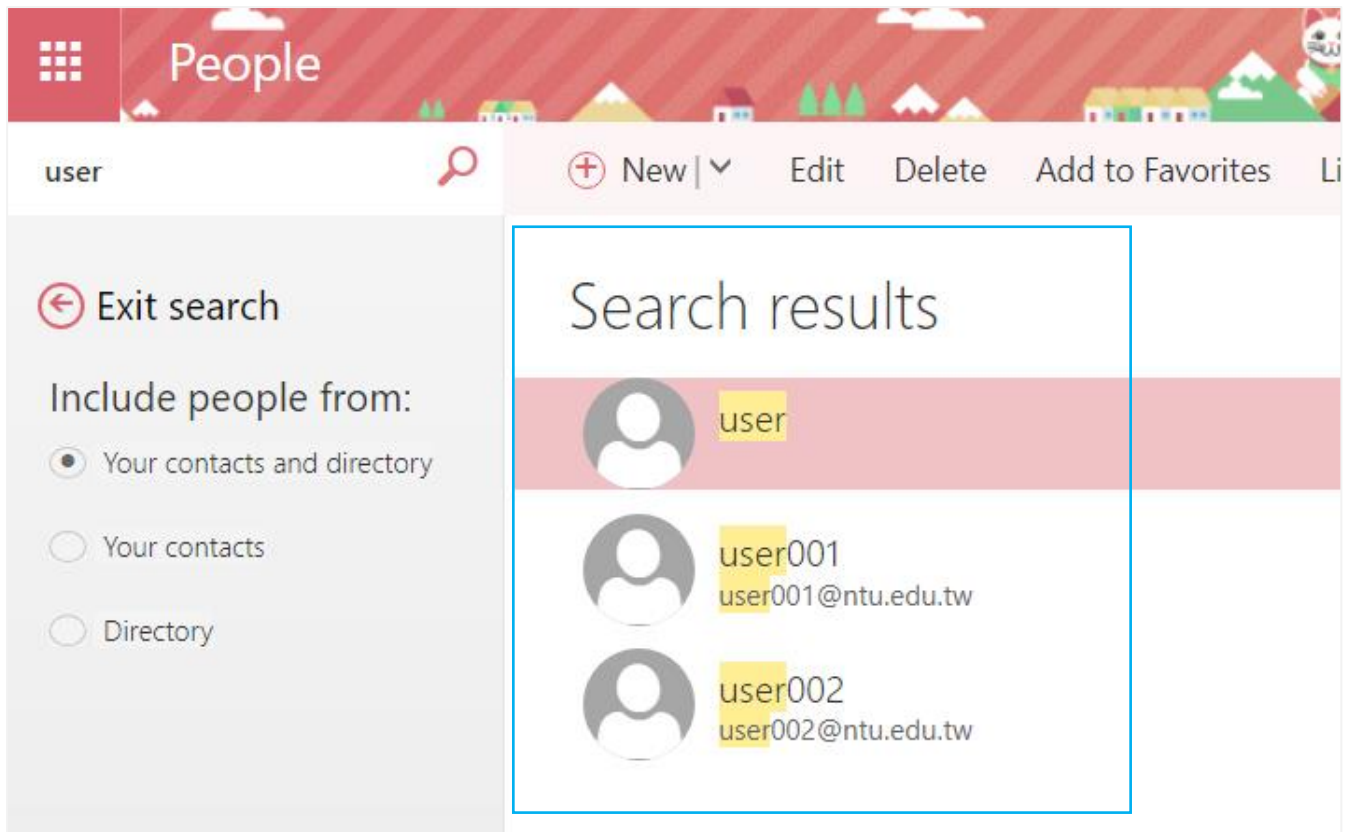 People
user
New
Edit
Delete
Add to Favorites
Exit search
Include people from:
Your contacts and directory
Your contacts
Directory
Search results
user
user001
user001@ntu.edu.tw
user002
user002@ntu.edu.tw